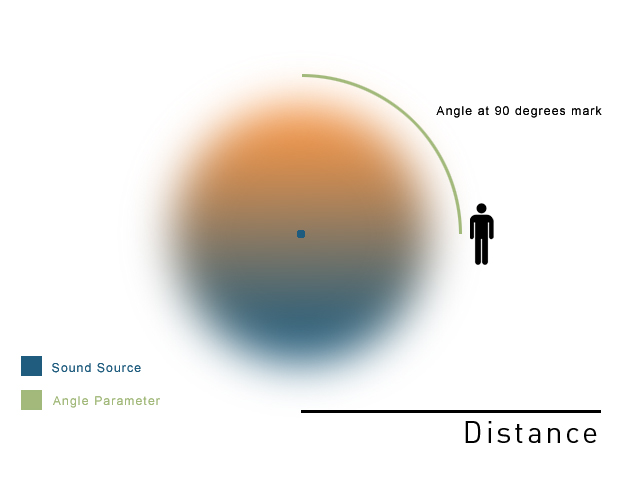 Angle at 90 degrees mark
Sound Source
Angle Parameter
Distance